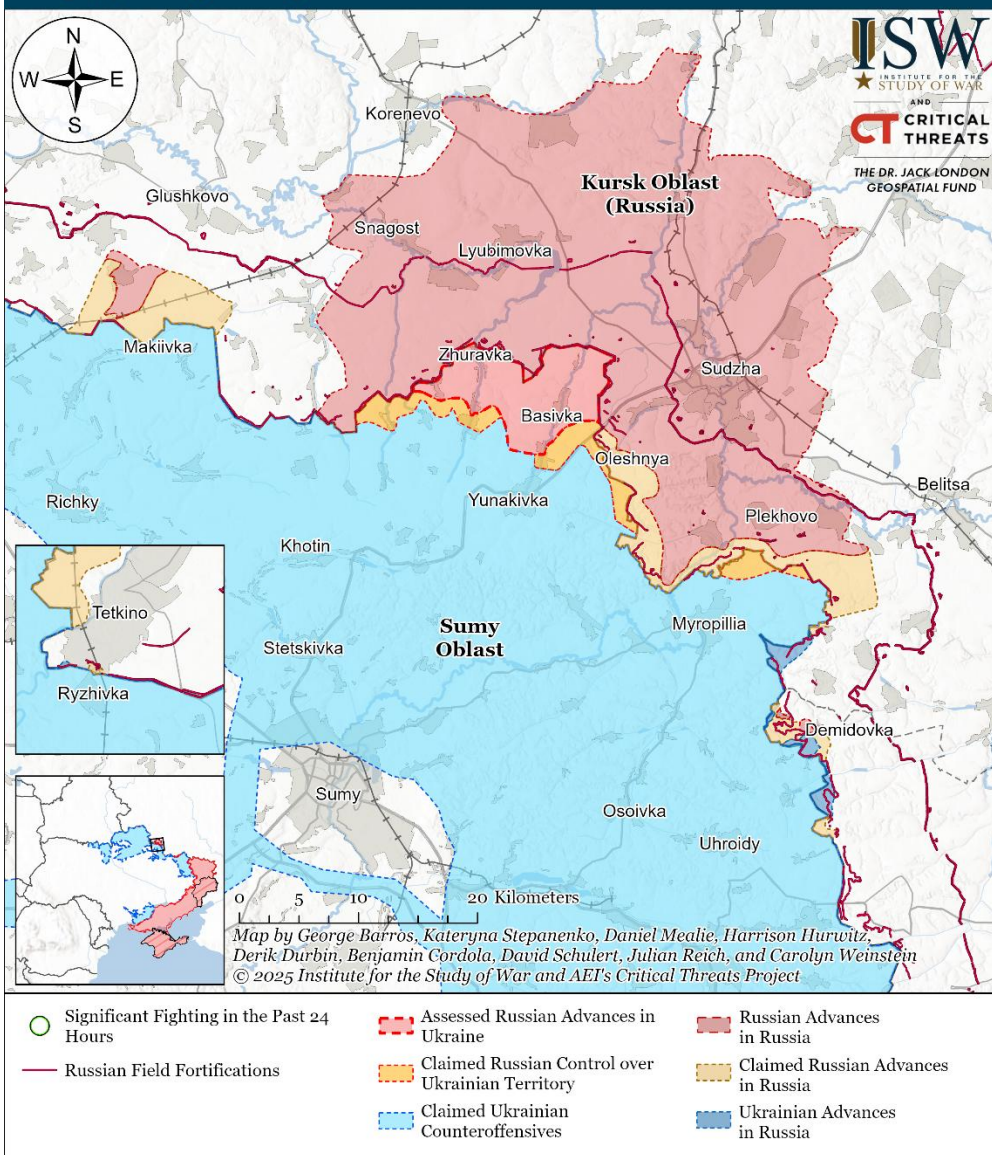 N
W E
S
ISW
INSTITUTE FOR THE
STUDY OF WAR
AND
CT CRITICAL
THREATS
THE DR. JACK LONDON
GEOSPATIAL FUND
Korenevo
Kursk Oblast
(Russia)
Glushkovo
Snagost
Lyubimovka
Makiivka
Zhuravka
Sudzha
Basivka
Oleshnya
Belitsa
Richky
Yunakivka
Plekhovo
Khotin
Tetkino
Myropillia
Sumy
Oblast
Stetskivka
Ryzhivka
Demidovka
Sumy
Osoivka
Uhroidy
0 5 10 20 Kilometers
Map by George Barros, Kateryna Stepanenko, Daniel Mealie, Harrison Hurwitz,
Derik Durbin, Benjamin Cordola, David Schulert, Julian Reich, and Carolyn Weinstein
© 2025 Institute for the Study of War and AEI's Critical Threats Project
Significant Fighting in the Past 24
Hours
Russian Field Fortifications
Assessed Russian Advances in
Ukraine
Claimed Russian Control over
Ukrainian Territory
Claimed Ukrainian
Counteroffensives
Russian Advances
in Russia
Claimed Russian Advances
in Russia
Ukrainian Advances
in Russia